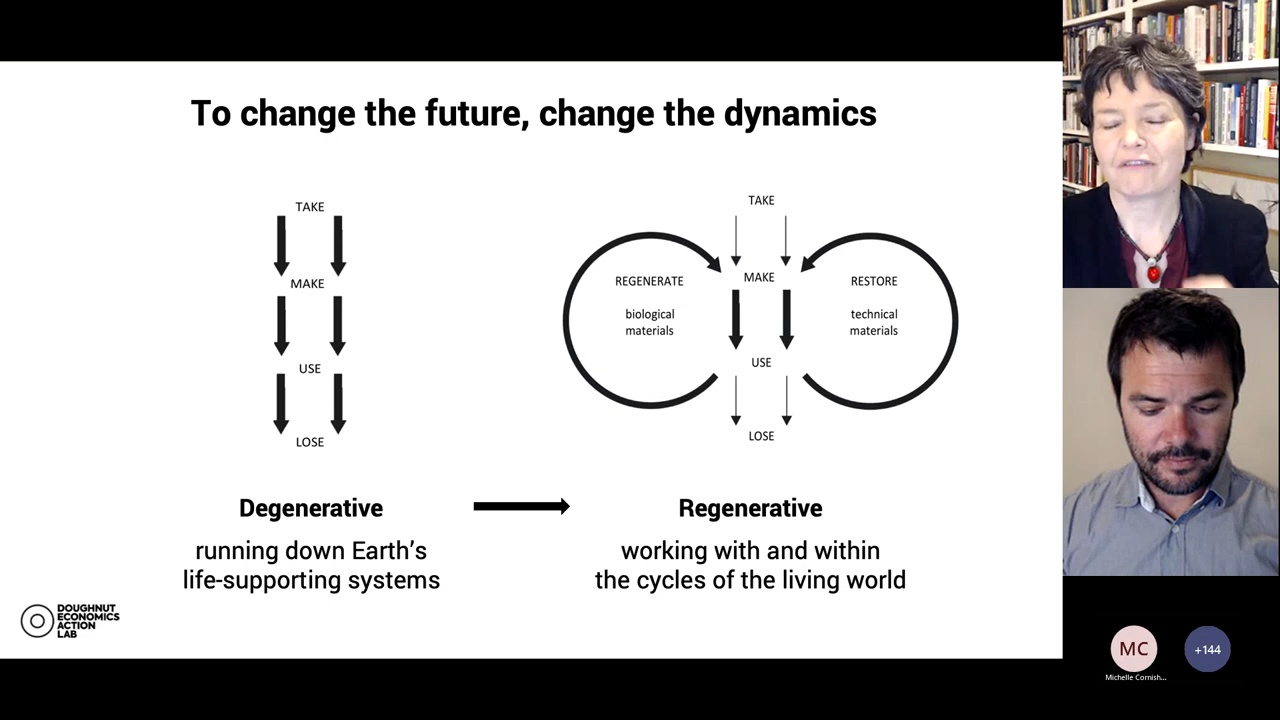 To change the future, change the dynamics
TAKE
MAKE
USE
LOSE
TAKE
MAKE
USE
LOSE
REGENERATE
biological
materials
RESTORE
technical
materials
Degenerative
running down Earth’s
life-supporting systems
Regenerative
working with and within
the cycles of the living world
DOUGHNUT
ECONOMICS
ACTION
LAB
MC
Michelle Cornish...
+144